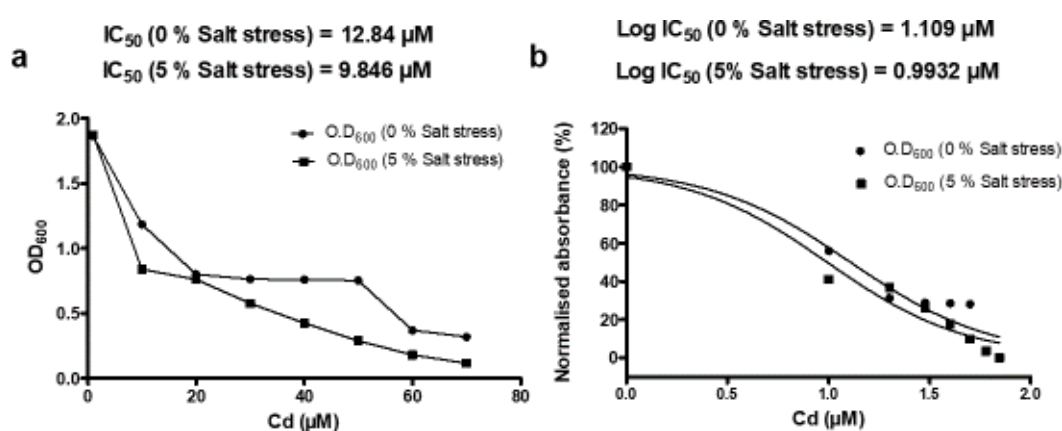 IC50 (0 % Salt stress) = 12.84 µM
IC50 (5 % Salt stress) = 9.846 µM
a
O.D600 (0 % Salt stress)
O.D600 (5 % Salt stress)
OD600
2.0
1.5
1.0
0.5
0.0
0
20
40
60
80
Cd (µM)
Log IC50 (0 % Salt stress) = 1.109 µM
Log IC50 (5% Salt stress) = 0.9932 µM
b
O.D600 (0 % Salt stress)
O.D600 (5 % Salt stress)
Normalised absorbance (%)
120
100
80
60
40
20
0
0.0
0.5
1.0
1.5
2.0
Cd (µM)